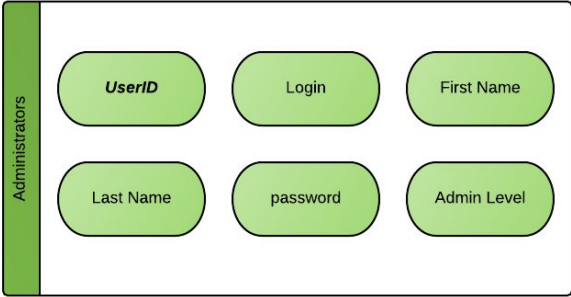 Administrators
UserID
Login
First Name
Last Name
password
Admin Level